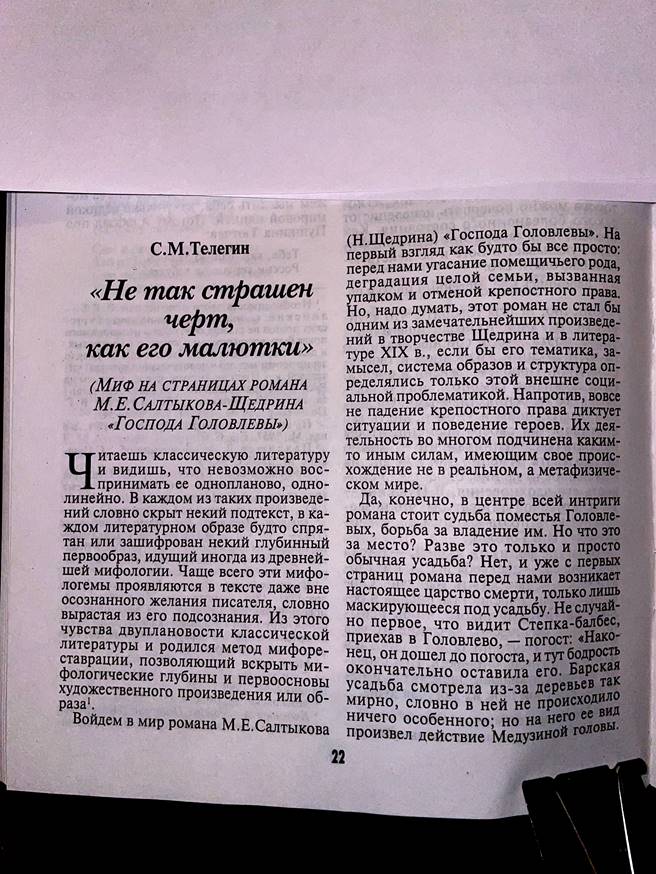 С.М.Телегин
«Не так страшен
черт,
как его малютки»
(Миф на страницах романа
М.Е.Салтыкова-Щедрина
«Господа Головлевы»)
Читаешь классическую литературу
и видишь, что невозможно вос-
принимать ее однопланово, одно-
линейно. В каждом из таких произведе-
ний словно скрыт некий подтекст, в ка-
ждом литературном образе будто спря-
тан или зашифрован некий глубинный
первообраз, идущий иногда из древней-
шей мифологии. Чаще всего эти мифо-
логемы проявляются в тексте даже вне
осознанного желания писателя, словно
вырастая из его подсознания. Из этого
чувства двуплановости классической
литературы и родился метод мифоре-
ставрации, позволяющий вскрыть ми-
фологические глубины и первоосновы
художественного произведения или об-
раза¹.
Войдем в мир романа М.Е.Салтыкова
(Н.Щедрина) «Господа Головлевы». На
первый взгляд как будто бы все просто:
перед нами угасание помещичьего рода,
деградация целой семьи, вызванная
упадком и отменой крепостного права.
Но, надо думать, этот роман не стал бы
одним из замечательнейших произведе-
ний в творчестве Щедрина и в литера-
туре XIX в., если бы его тематика, за-
мысел, система образов и структура оп-
ределялись только этой внешне соци-
альной проблематикой. Напротив, вовсе
не падение крепостного права диктует
ситуации и поведение героев. Их дея-
тельность во многом подчинена каким-
то иным силам, имеющим свое проис-
хождение не в реальном, а метафизиче-
ском мире.
Да, конечно, в центре всей интриги
романа стоит судьба поместья Головле-
вых, борьба за владение им. Но что это
за место? Разве это только и просто
обычная усадьба? Нет, и уже с первых
страниц романа перед нами возникает
настоящее царство смерти, только лишь
маскирующееся под усадьбу. Не случай-
но первое, что видит Степка-балбес,
приехав в Головлево, — погост: «Нако-
нец, он дошел до погоста, и тут бодрость
окончательно оставила его. Барская
усадьба смотрела из-за деревьев так
мирно, словно в ней не происходило
ничего особенного; но на него ее вид
произвел действие Медузиной головы.
22